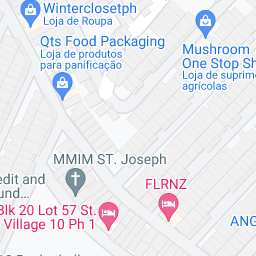 Winterclosetph
Loja de Roupa
Qts Food Packaging
Loja de produtos
para panificação
Mushroom
One Stop Sh
Loja de suprim
agrícolas
MMIM ST. Joseph
edit and
und...
FLRNZ
Blk 20 Lot 57 St.
Village 10 Ph 1
ANG